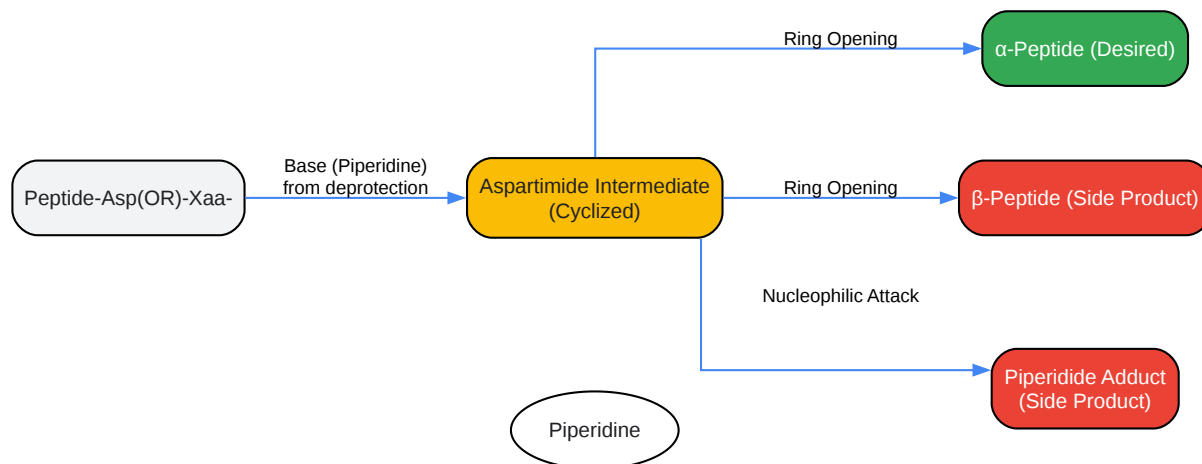 Ring Opening
α-Peptide (Desired)
Peptide-Asp(OR)-Xaa-
Base (Piperidine)
from deprotection
Aspartimide Intermediate
(Cyclized)
Ring Opening
β-Peptide (Side Product)
Nucleophilic Attack
Piperidide Adduct
(Side Product)
Piperidine